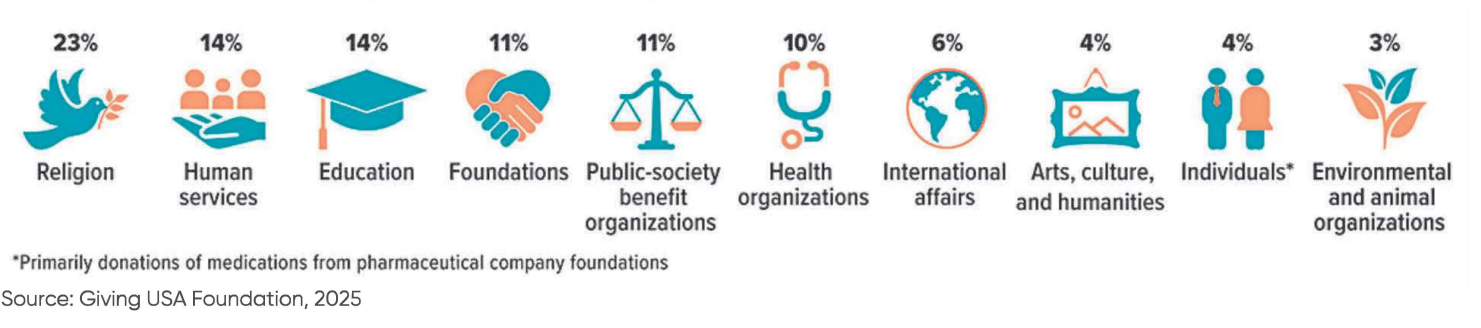 23%
14%
14%
11%
11%
10%
6%
4%
4%
3%
Religion
Human
services
Education
Foundations
Public-society
benefit
organizations
Health
organizations
International
affairs
Arts, culture,
and humanities
Individuals*
Environmental
and animal
organizations
*Primarily donations of medications from pharmaceutical company foundations
Source: Giving USA Foundation, 2025